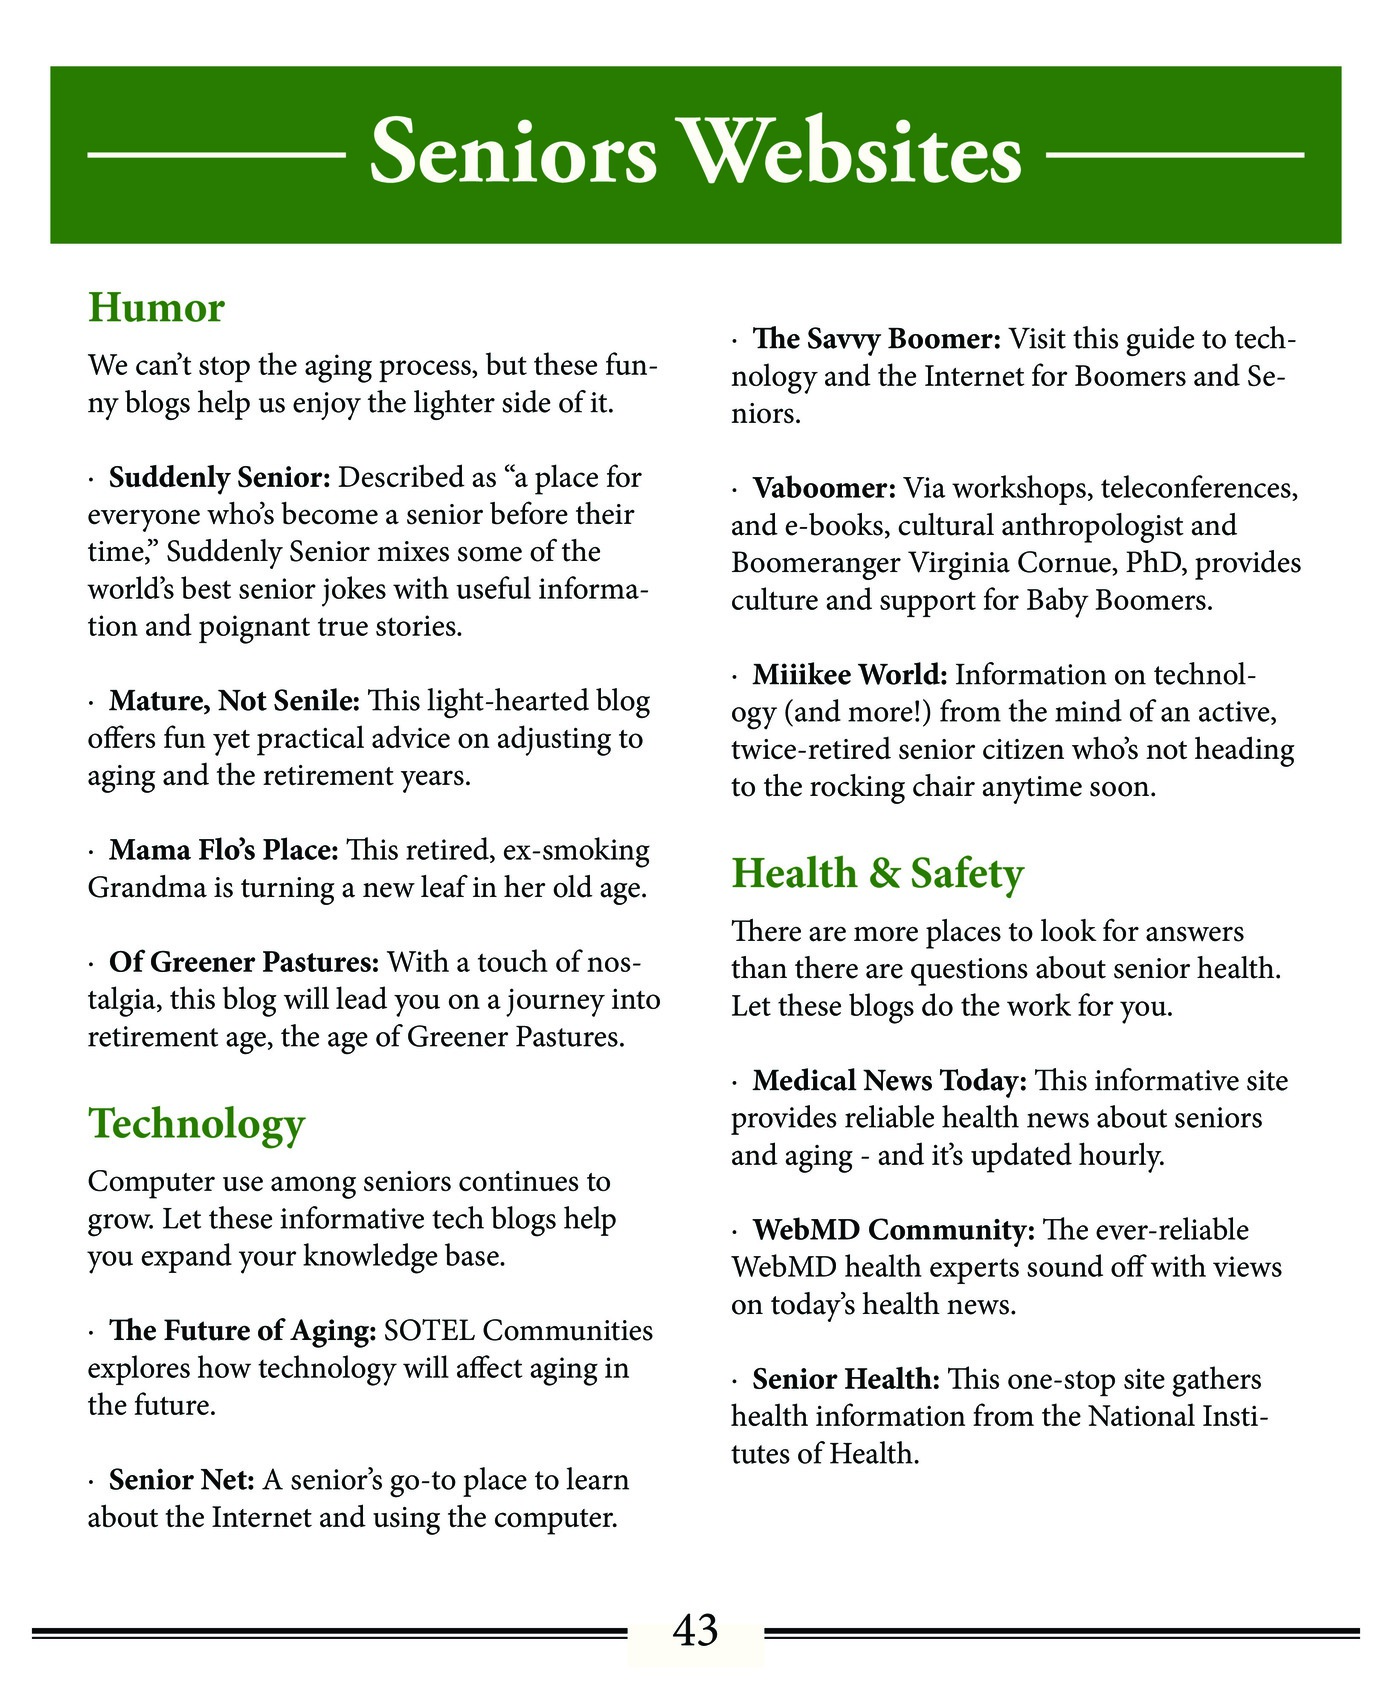 Seniors Websites
Humor
We can’t stop the aging process, but these fun-
ny blogs help us enjoy the lighter side of it.
· Suddenly Senior: Described as “a place for
everyone who’s become a senior before their
time,” Suddenly Senior mixes some of the
world’s best senior jokes with useful informa-
tion and poignant true stories.
· Mature, Not Senile: This light-hearted blog
offers fun yet practical advice on adjusting to
aging and the retirement years.
· Mama Flo’s Place: This retired, ex-smoking
Grandma is turning a new leaf in her old age.
· Of Greener Pastures: With a touch of nos-
talgia, this blog will lead you on a journey into
retirement age, the age of Greener Pastures.
Technology
Computer use among seniors continues to
grow. Let these informative tech blogs help
you expand your knowledge base.
· The Future of Aging: SOTEL Communities
explores how technology will affect aging in
the future.
· Senior Net: A senior’s go-to place to learn
about the Internet and using the computer.
· The Savvy Boomer: Visit this guide to tech-
nology and the Internet for Boomers and Se-
niors.
· Vaboomer: Via workshops, teleconferences,
and e-books, cultural anthropologist and
Boomeranger Virginia Cornue, PhD, provides
culture and support for Baby Boomers.
· Miiikee World: Information on technol-
ogy (and more!) from the mind of an active,
twice-retired senior citizen who’s not heading
to the rocking chair anytime soon.
Health & Safety
There are more places to look for answers
than there are questions about senior health.
Let these blogs do the work for you.
· Medical News Today: This informative site
provides reliable health news about seniors
and aging - and it’s updated hourly.
· WebMD Community: The ever-reliable
WebMD health experts sound off with views
on today’s health news.
· Senior Health: This one-stop site gathers
health information from the National Insti-
tutes of Health.
43